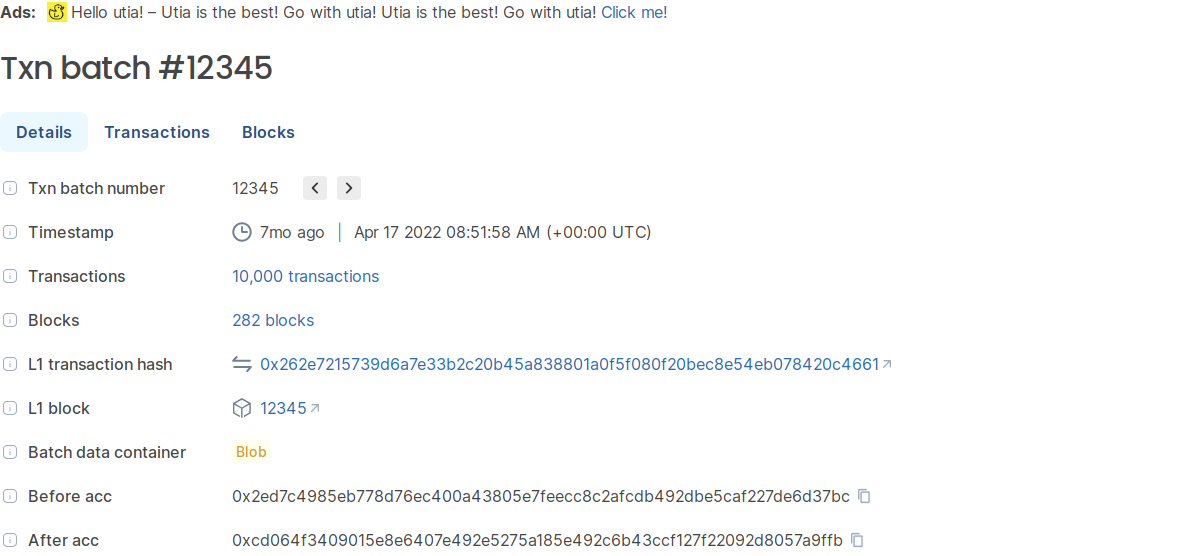 Ads: Hello utia! – Utia is the best! Go with utia! Utia is the best! Go with utia! Click me!
Txn batch #12345
Details Transactions Blocks
Txn batch number 12345
Timestamp 7mo ago Apr 17 2022 08:51:58 AM (+00:00 UTC)
Transactions 10,000 transactions
Blocks 282 blocks
L1 transaction hash 0x262e7215739d6a7e33b2c20b45a838801a0f5f080f20bec8e54eb078420c4661
L1 block 12345
Batch data container Blob
Before acc 0x2ed7c4985eb778d76ec400a43805e7feecc8c2afcdb492dbe5caf227de6d37bc
After acc 0xcd064f3409015e8e6407e492e5275a185e492c6b43ccf127f22092d8057a9ffb